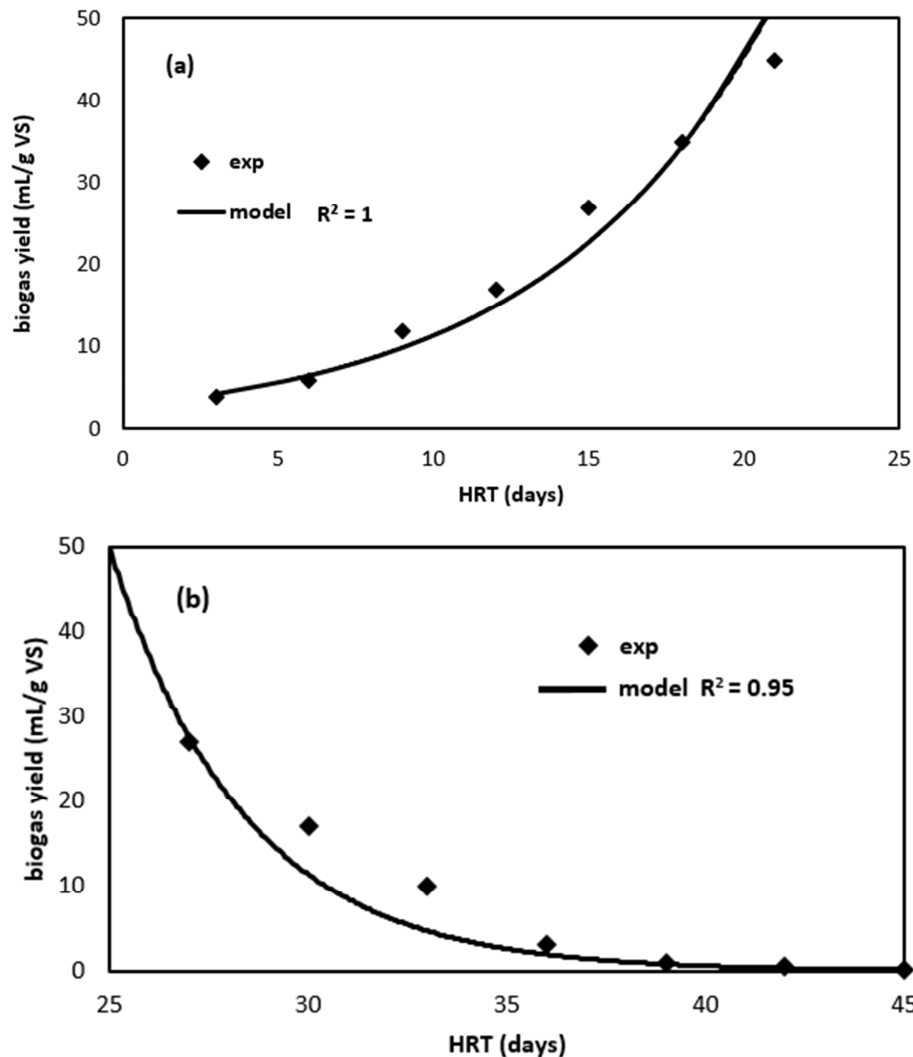 (a)
exp
model R² = 1
biogas yield (mL/g VS)
50
40
30
20
10
0
0 5 10 15 20 25
HRT (days)
(b)
exp
model R² = 0.95
biogas yield (mL/g VS)
50
40
30
20
10
0
25 30 35 40 45
HRT (days)